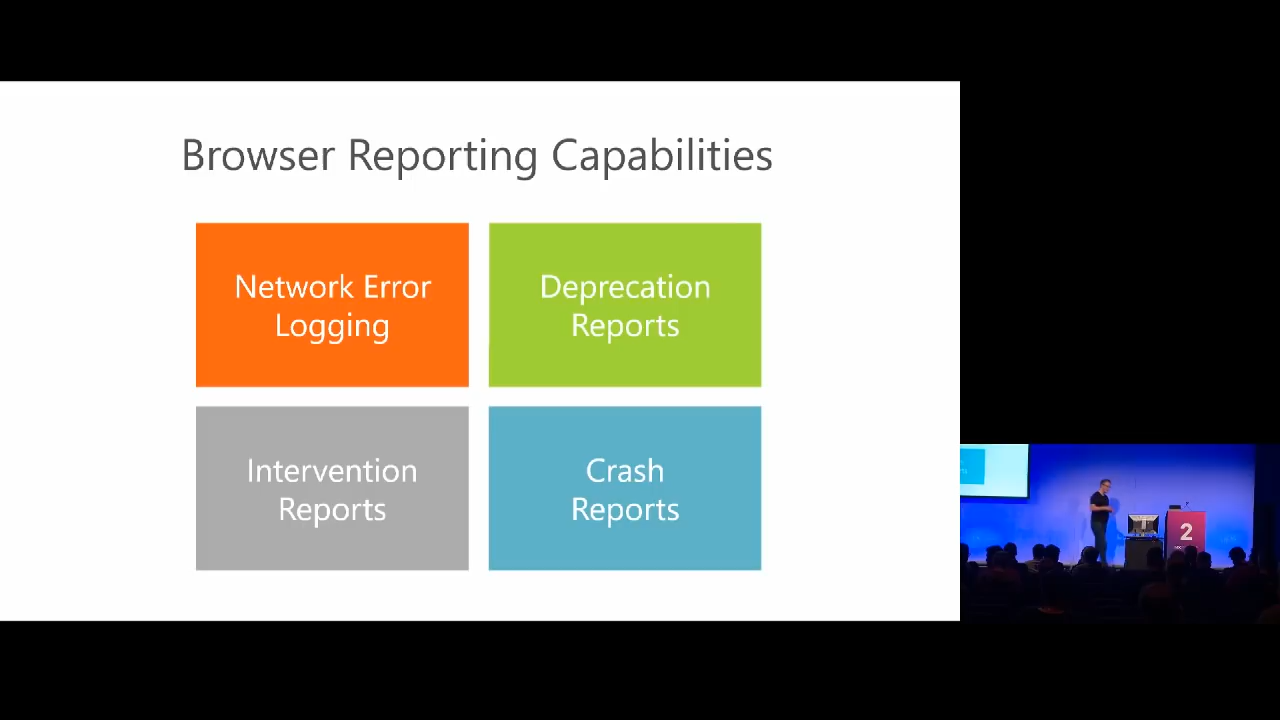 Browser Reporting Capabilities
Network Error
Logging
Deprecation
Reports
Intervention
Reports
Crash
Reports
2